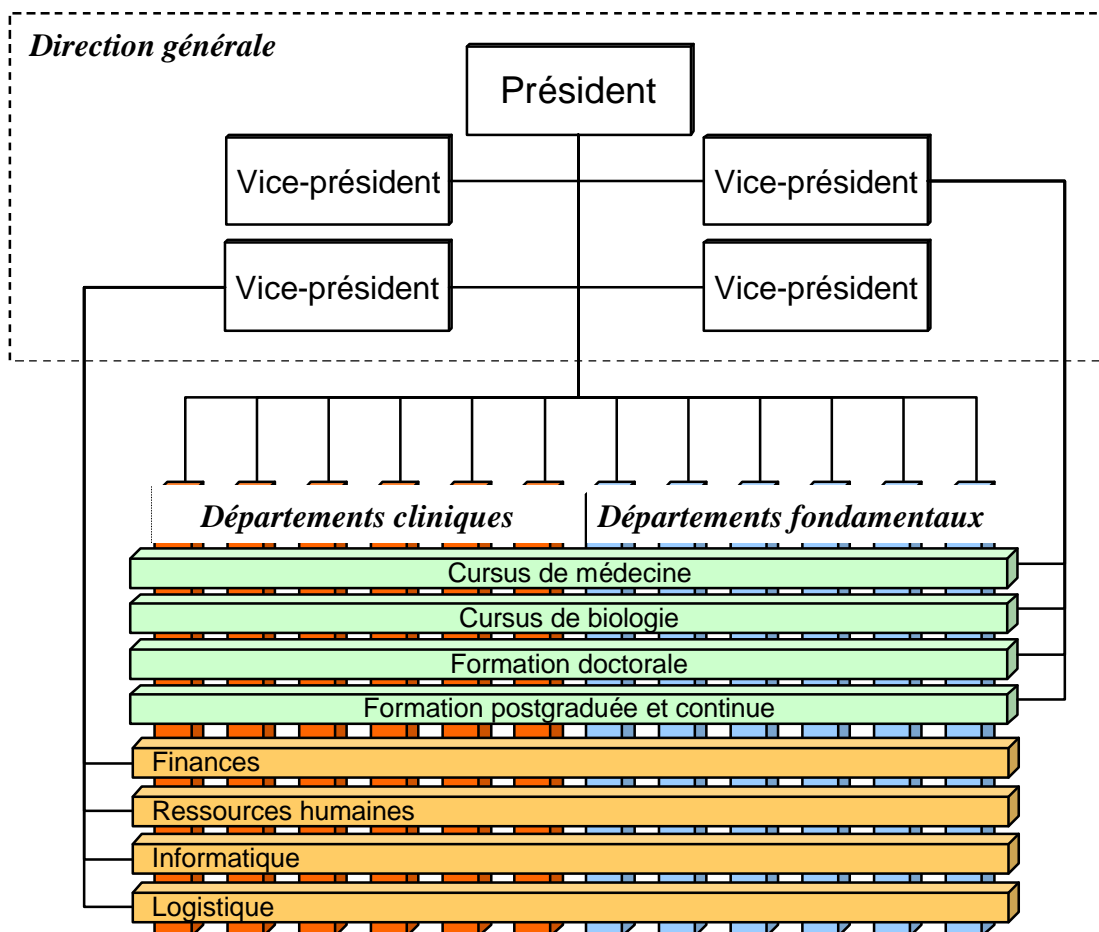 Direction générale
Président
Vice-président
Vice-président
Vice-président
Vice-président
Départements cliniques
Départements fondamentaux
Cursus de médecine
Cursus de biologie
Formation doctorale
Formation postgraduée et continue
Finances
Ressources humaines
Informatique
Logistique